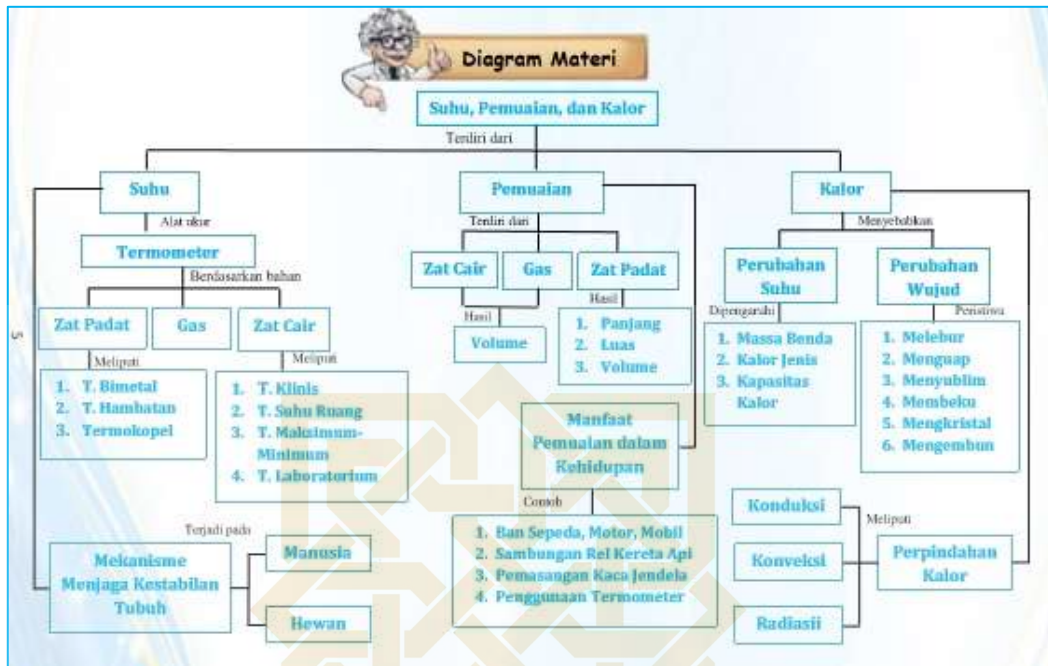 Diagram Materi
Suhu, Pemuaian, dan Kalor
Terdiri dari
Suhu
Alat ukur
Termometer
Berdasarkan bahan
Zat Padat
Gas
Zat Cair
Meliputi
1. T. Bimetal
2. T. Hambatan
3. Termokopel
Meliputi
1. T. Klinis
2. T. Suhu Ruang
3. T. Maksimum-
Minimum
4. T. Laboratorium
Terjadi pada
Mekanisme
Menjaga Kestabilan
Tubuh
Manusia
Hewan
Pemuaian
Terdiri dari
Zat Cair
Gas
Zat Padat
Hasil
Volume
Hasil
1. Panjang
2. Luas
3. Volume
Manfaat
Pemuaian dalam
Kehidupan
Contoh
1. Ban Sepeda, Motor, Mobil
2. Sambungan Rel Kereta Api
3. Pemasangan Kaca Jendela
4. Penggunaan Termometer
Kalor
Menyebabkan
Perubahan
Suhu
Perubahan
Wujud
Dipengaruhi
1. Massa Benda
2. Kalor Jenis
3. Kapasitas
Kalor
Peristiwa
1. Melebur
2. Menguap
3. Menyublim
4. Membeku
5. Mengkristal
6. Mengembun
Konduksi
Meliputi
Konveksi
Perpindahan
Kalor
Radiasii
5